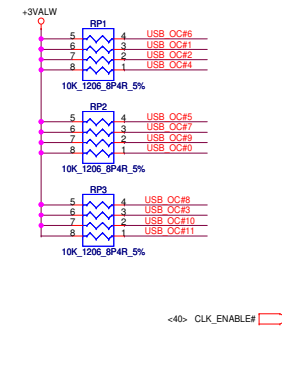 +3VALW
RP1
5 4 USB_OC#6
6 3 USB_OC#1
7 2 USB_OC#2
8 1 USB_OC#4
10K_1206_8P4R_5%
RP2
5 4 USB_OC#5
6 3 USB_OC#7
7 2 USB_OC#9
8 1 USB_OC#0
10K_1206_8P4R_5%
RP3
5 4 USB_OC#8
6 3 USB_OC#3
7 2 USB_OC#10
8 1 USB_OC#11
10K_1206_8P4R_5%
<40> CLK_ENABLE#